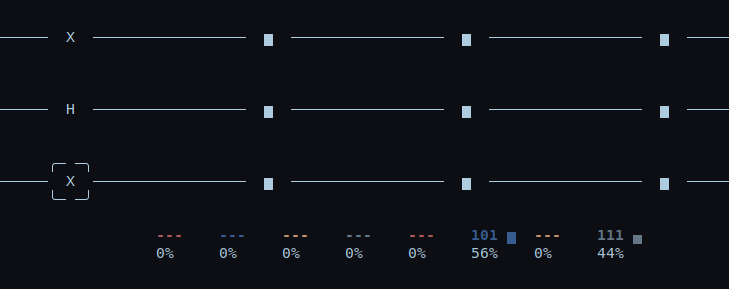 X
H
X
--- --- --- --- --- 101 --- 111
0% 0% 0% 0% 0% 56% 0% 44%